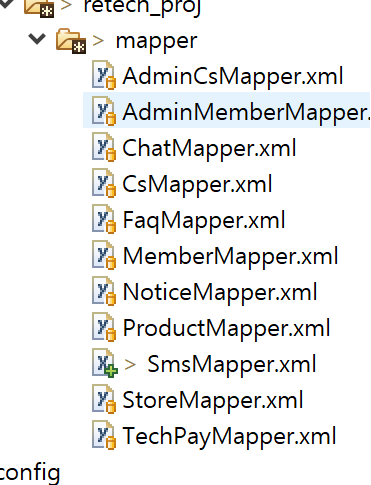 > retech_proj
> mapper
AdminCsMapper.xml
AdminMemberMapper.
ChatMapper.xml
CsMapper.xml
FaqMapper.xml
MemberMapper.xml
NoticeMapper.xml
ProductMapper.xml
> SmsMapper.xml
StoreMapper.xml
TechPayMapper.xml
config